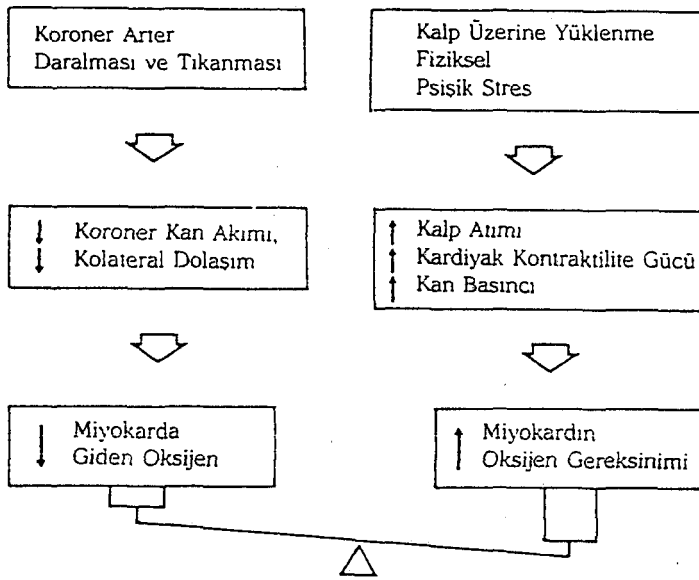 Koroner Arter
Daralması ve Tıkanması
Kalp Üzerine Yüklenme
Fiziksel
Psişik Stres
↓ Koroner Kan Akımı,
↓ Kolateral Dolaşım
↑ Kalp Atımı
↑ Kardiyak Kontraktilite Gücü
↑ Kan Basıncı
↓ Miyokarda
Giden Oksijen
↑ Miyokardın
Oksijen Gereksinimi